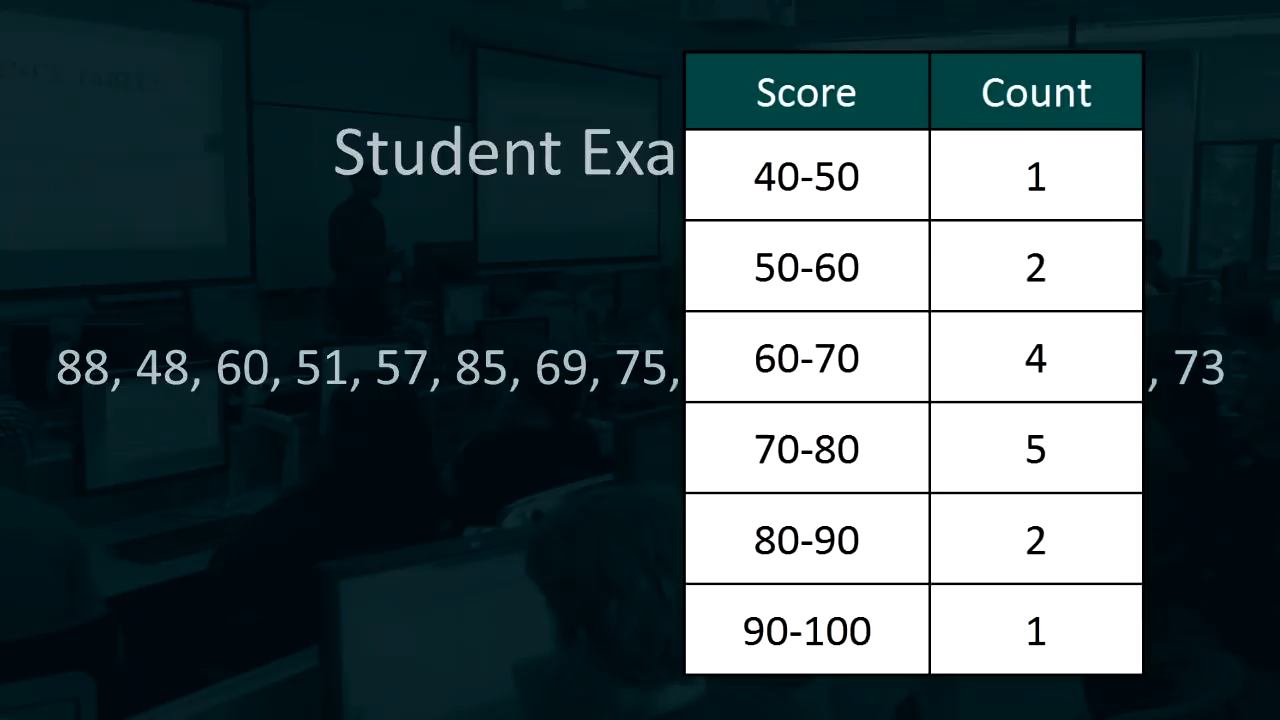 Student Exa
88, 48, 60, 51, 57, 85, 69, 75,
, 73
Score Count
40-50 1
50-60 2
60-70 4
70-80 5
80-90 2
90-100 1